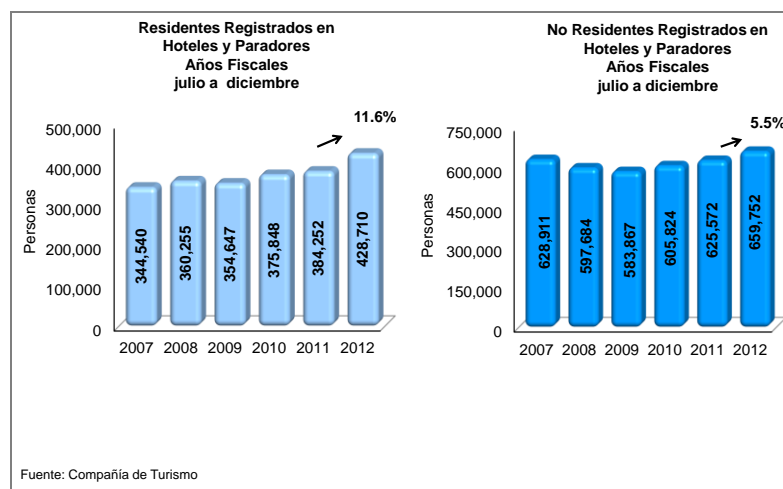 Residentes Registrados en
Hoteles y Paradores
Años Fiscales
julio a diciembre
11.6%
500,000
400,000
300,000
200,000
100,000
0
Personas
344,540
360,255
354,647
375,848
384,252
428,710
2007 2008 2009 2010 2011 2012
No Residentes Registrados en
Hoteles y Paradores
Años Fiscales
julio a diciembre
5.5%
750,000
600,000
450,000
300,000
150,000
0
Personas
628,911
597,684
583,867
605,824
625,572
659,752
2007 2008 2009 2010 2011 2012
Fuente: Compañía de Turismo